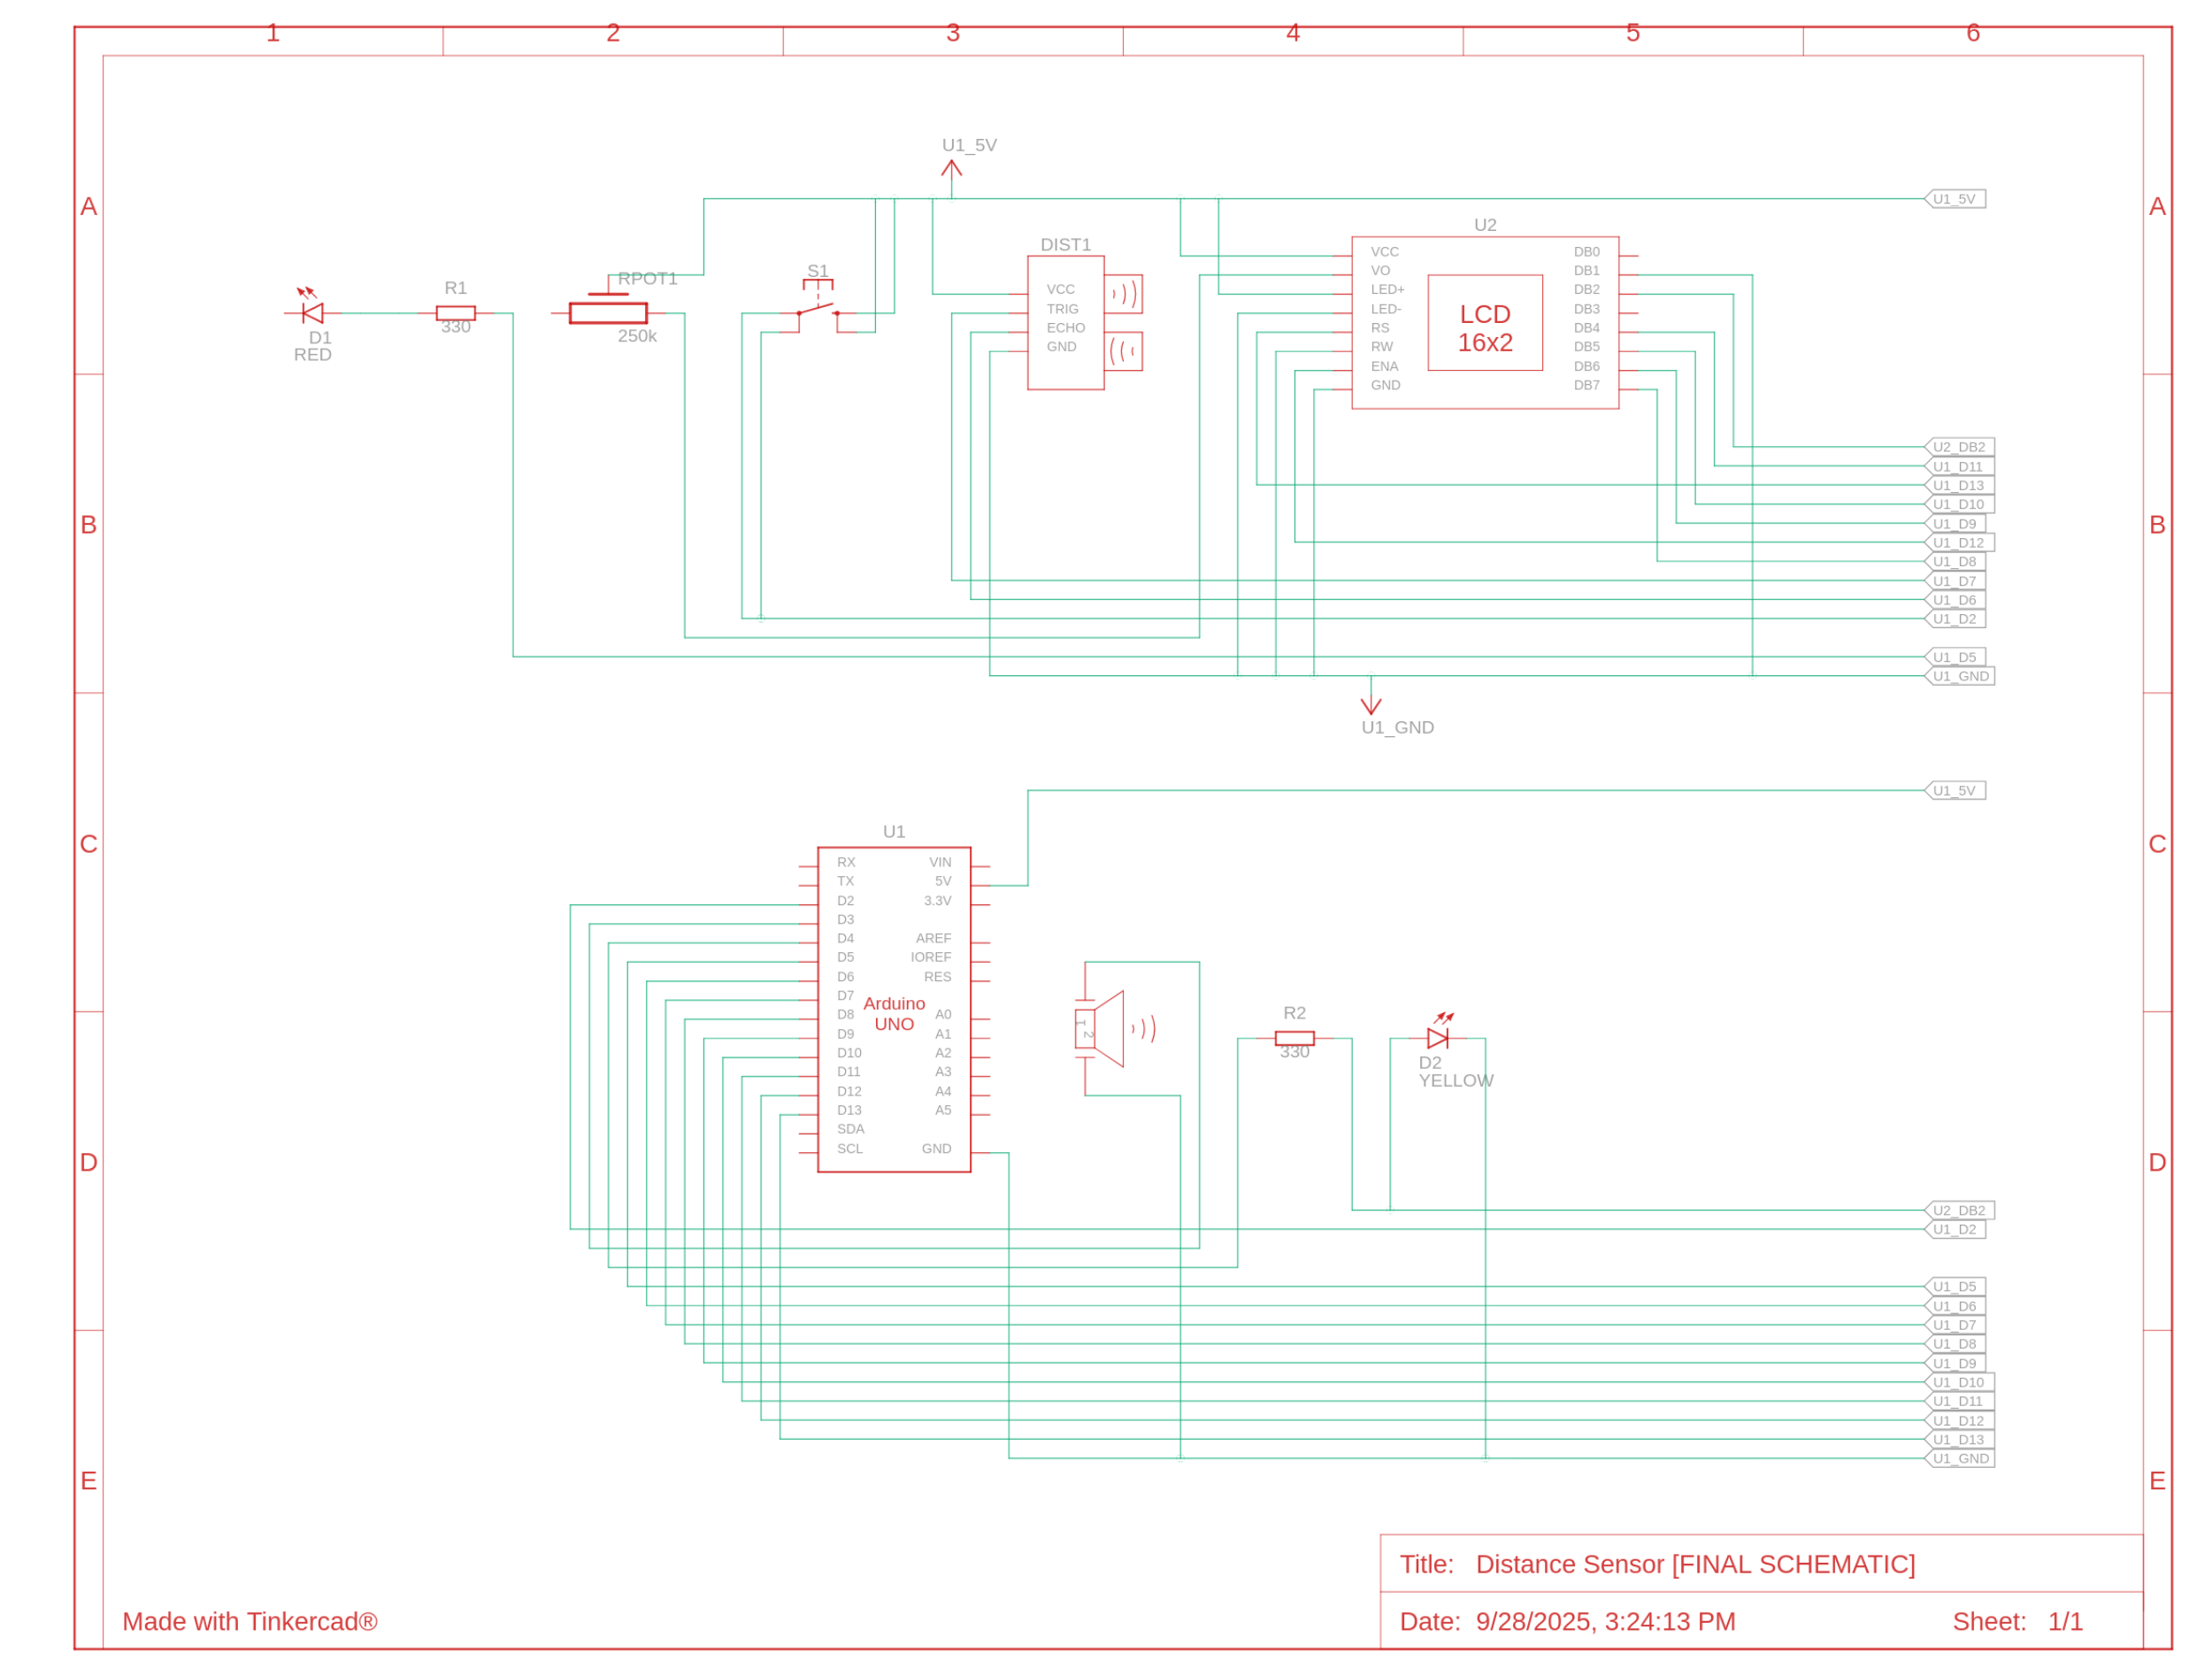 1 2 3 4 5 6
U1_5V
A A
U1_5V
U2
DIST1
S1
RPOT1
R1
330
250k
D1
RED
VCC
TRIG
ECHO
GND
VCC DB0
VO DB1
LED+ DB2
LED- DB3
RS DB4
RW DB5
ENA DB6
GND DB7
LCD
16x2
B B
U2_DB2
U1_D11
U1_D13
U1_D10
U1_D9
U1_D12
U1_D8
U1_D7
U1_D6
U1_D2
U1_D5
U1_GND
U1_GND
U1_5V
C C
U1
RX VIN
TX 5V
D2 3.3V
D3
D4 AREF
D5 IOREF
D6 RES
D7
D8 A0
D9 A1
D10 A2
D11 A3
D12 A4
D13 A5
SDA
SCL GND
Arduino
UNO
1
2
R2
330
D2
YELLOW
D D
U2_DB2
U1_D2
U1_D5
U1_D6
U1_D7
U1_D8
U1_D9
U1_D10
U1_D11
U1_D12
U1_D13
U1_GND
E E
Title: Distance Sensor [FINAL SCHEMATIC]
Made with Tinkercad®
Date: 9/28/2025, 3:24:13 PM Sheet: 1/1